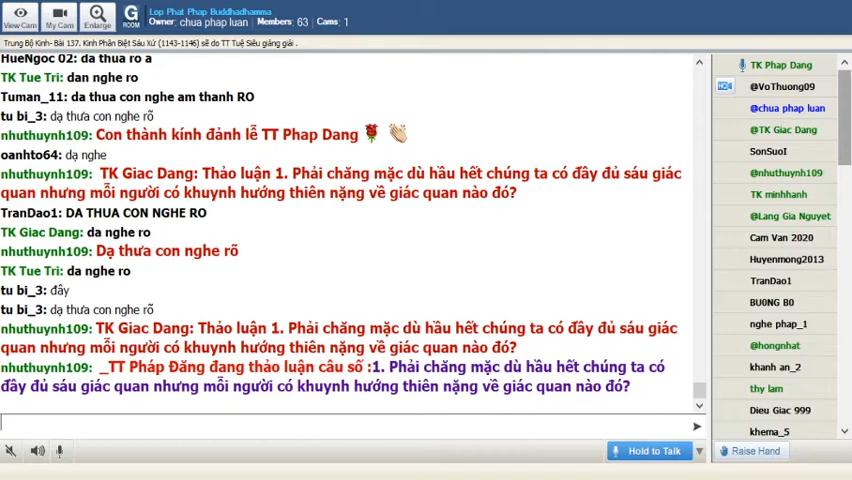 View Cam
My Cam
Enlarge
G
ROOM
Lop Phat Phap Buddhadhamma
Owner: chua phap luan Members: 63 Cams: 1
Trung Bộ Kinh- Bài 137. Kinh Phân Biệt Sáu Xứ (1143-1146) sẽ do TT Tuệ Siêu giảng giải .
HueNgoc 02: da thua ro a
TK Tue Tri: dan nghe ro
Tuman_11: da thua con nghe am thanh RO
tu bi_3: dạ thưa con nghe rõ
nhuthuynh109: Con thành kính đảnh lễ TT Phap Dang
oanhto64: dạ nghe
nhuthuynh109: TK Giac Dang: Thảo luận 1. Phải chăng mặc dù hầu hết chúng ta có đầy đủ sáu giác
quan nhưng mỗi người có khuynh hướng thiên nặng về giác quan nào đó?
TranDao1: DA THUA CON NGHE RO
TK Giac Dang: da nghe ro
nhuthuynh109: Dạ thưa con nghe rõ
TK Tue Tri: da nghe ro
tu bi_3: đây
tu bi_3: dạ thưa con nghe rõ
nhuthuynh109: TK Giac Dang: Thảo luận 1. Phải chăng mặc dù hầu hết chúng ta có đầy đủ sáu giác
quan nhưng mỗi người có khuynh hướng thiên nặng về giác quan nào đó?
nhuthuynh109: _TT Pháp Đăng đang thảo luận câu số :1. Phải chăng mặc dù hầu hết chúng ta có
đầy đủ sáu giác quan nhưng mỗi người có khuynh hướng thiên nặng về giác quan nào đó?
Hold to Talk
TK Phap Dang
@VoThuong09
@chua phap luan
@TK Giac Dang
SonSuoI
@nhuthuynh109
TK minhhanh
@Lang Gia Nguyet
Cam Van 2020
Huyenmong2013
TranDao1
BU0NG B0
nghe phap_1
@hongnhat
khanh an_2
thy lam
Dieu Giac 999
khema_5
Raise Hand